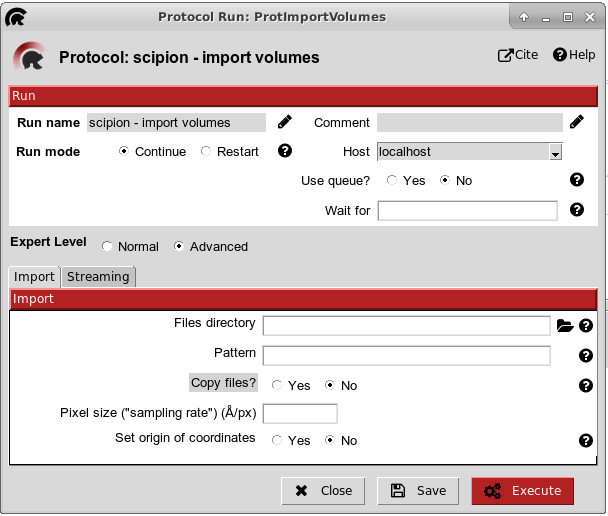 Protocol Run: ProtImportVolumes
Protocol: scipion - import volumes
Cite
Help
Run
Run name scipion - import volumes Comment
Run mode Continue Restart Host localhost
Use queue? Yes No
Wait for
Expert Level Normal Advanced
Import Streaming
Import
Files directory
Pattern
Copy files? Yes No
Pixel size ("sampling rate") (Å/px)
Set origin of coordinates Yes No
Close Save Execute